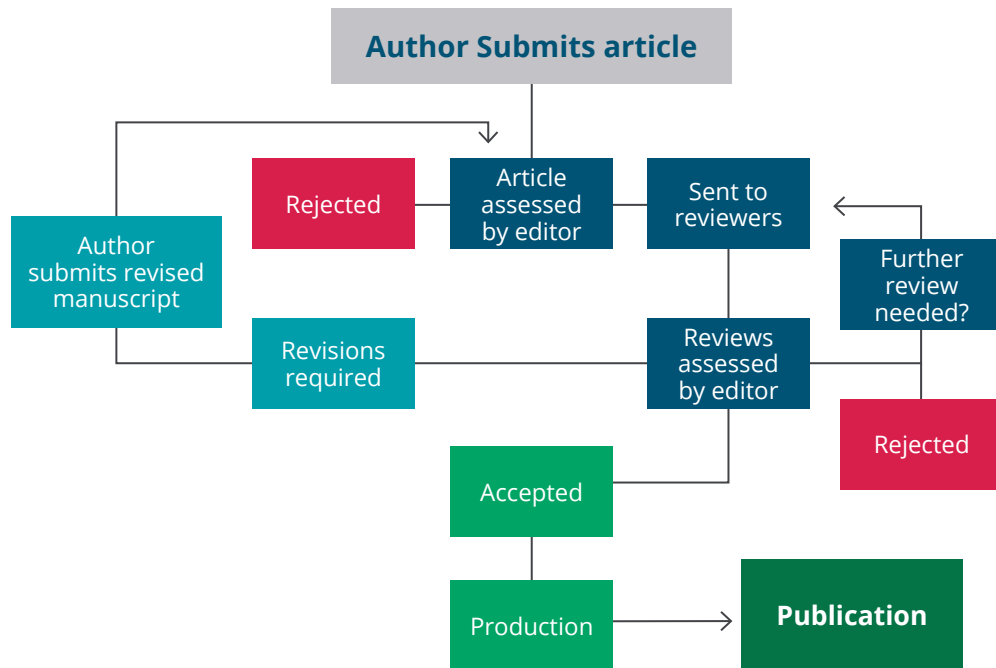 Author Submits article
Rejected
Article
assessed
by editor
Sent to
reviewers
Author
submits revised
manuscript
Further
review
needed?
Revisions
required
Reviews
assessed
by editor
Rejected
Accepted
Production
Publication